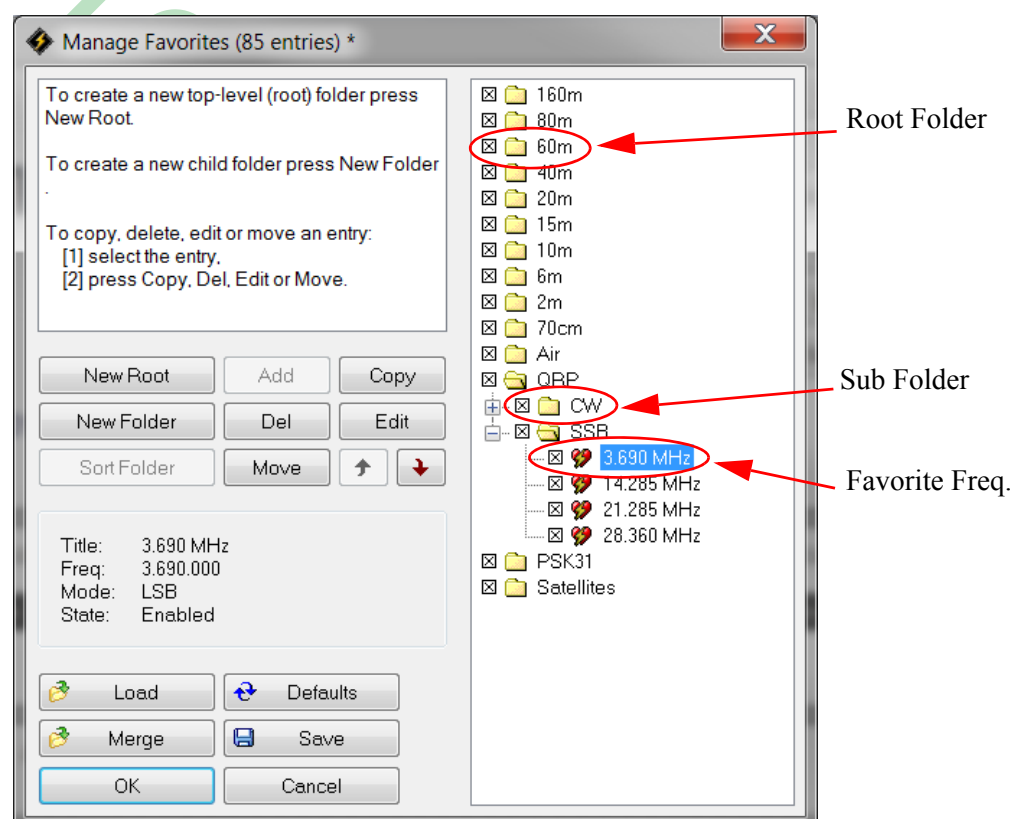 Manage Favorites (85 entries) *
To create a new top-level (root) folder press
New Root.
To create a new child folder press New Folder
.
To copy, delete, edit or move an entry:
[1] select the entry,
[2] press Copy, Del, Edit or Move.
New Root
Add
Copy
New Folder
Del
Edit
Sort Folder
Move
Title: 3.690 MHz
Freq: 3.690.000
Mode: LSB
State: Enabled
Load
Defaults
Merge
Save
OK
Cancel
160m
80m
60m
40m
20m
15m
10m
6m
2m
70cm
Air
QRP
CW
SSB
3.690 MHz
14.285 MHz
21.285 MHz
28.360 MHz
PSK31
Satellites
Root Folder
Sub Folder
Favorite Freq.